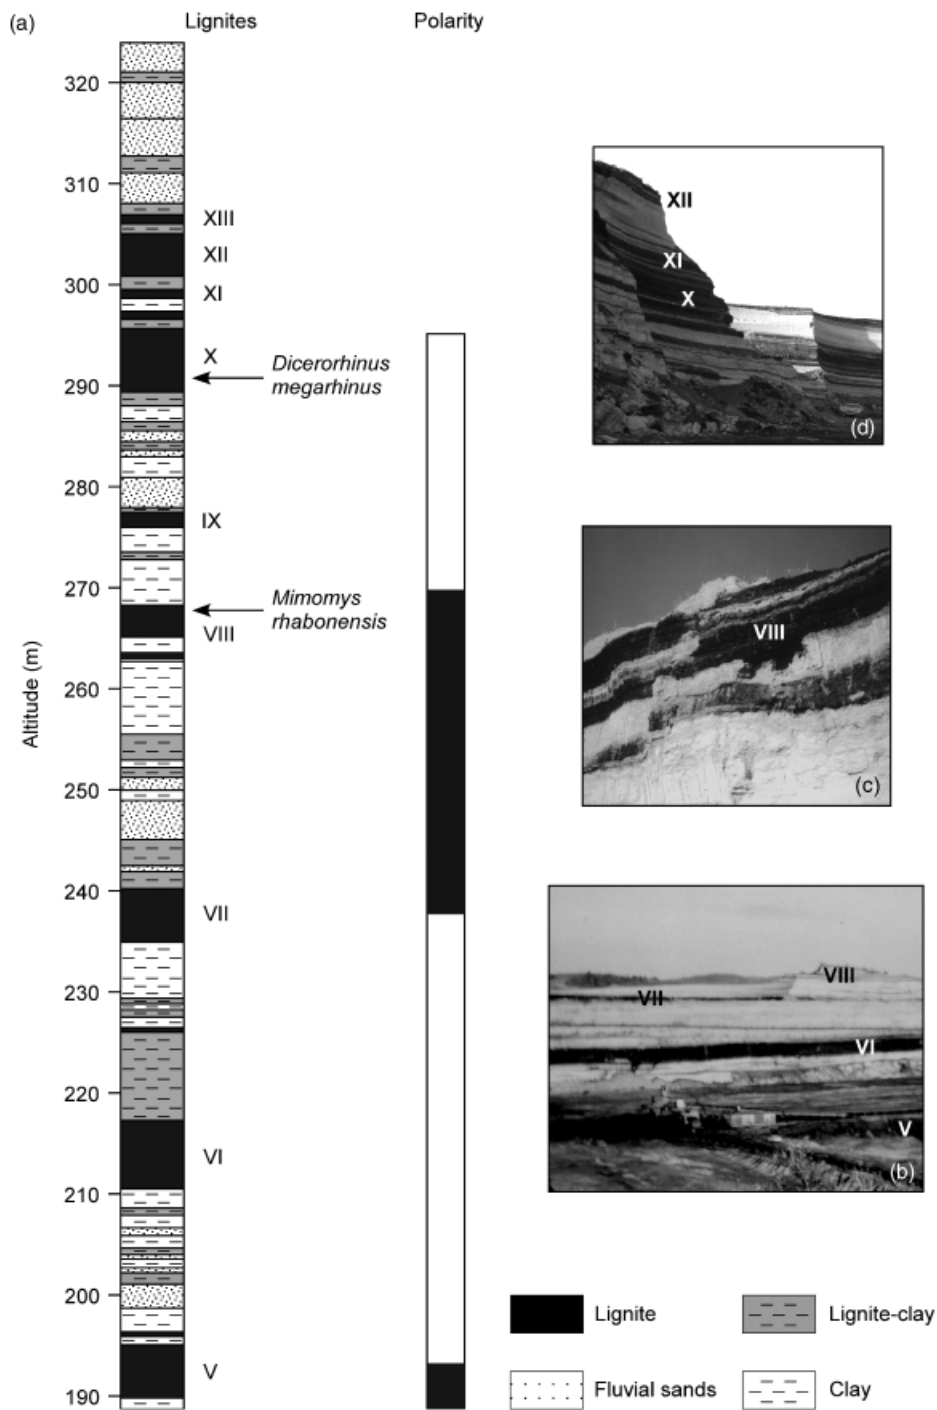 (a)
Lignites
Polarity
320
310
XIII
XII
300
XI
X
Dicerorhinus
megarhinus
290
280
IX
270
Mimomys
rhabonensis
VIII
260
Altitude (m)
250
240
VII
230
220
VI
210
200
V
190
XII
XI
X
(d)
VIII
(c)
VIII
VII
VI
V
(b)
Lignite
Lignite-clay
Fluvial sands
Clay